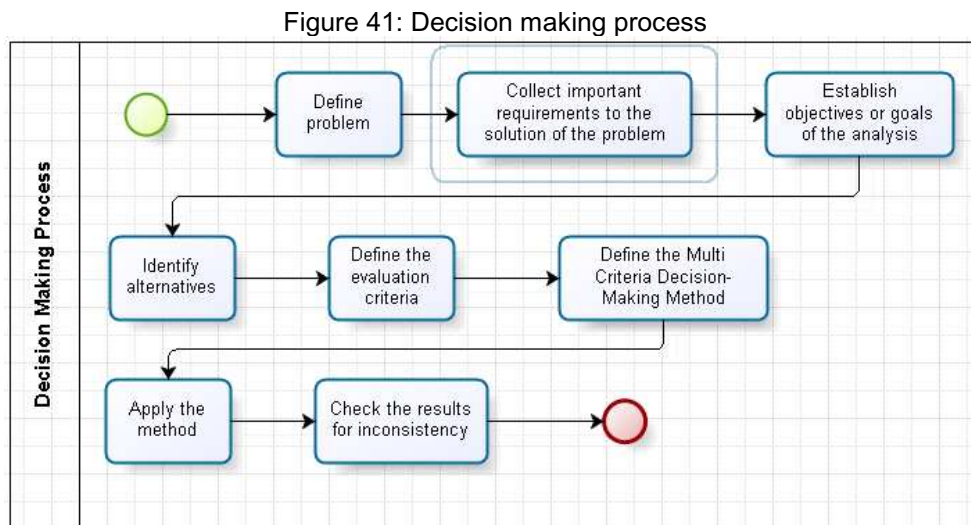 Figure 41: Decision making process
Decision Making Process
Define
problem
Collect important
requirements to the
solution of the problem
Establish
objectives or goals
of the analysis
Identify
alternatives
Define the
evaluation
criteria
Define the Multi
Criteria Decision-
Making Method
Apply the
method
Check the results
for inconsistency